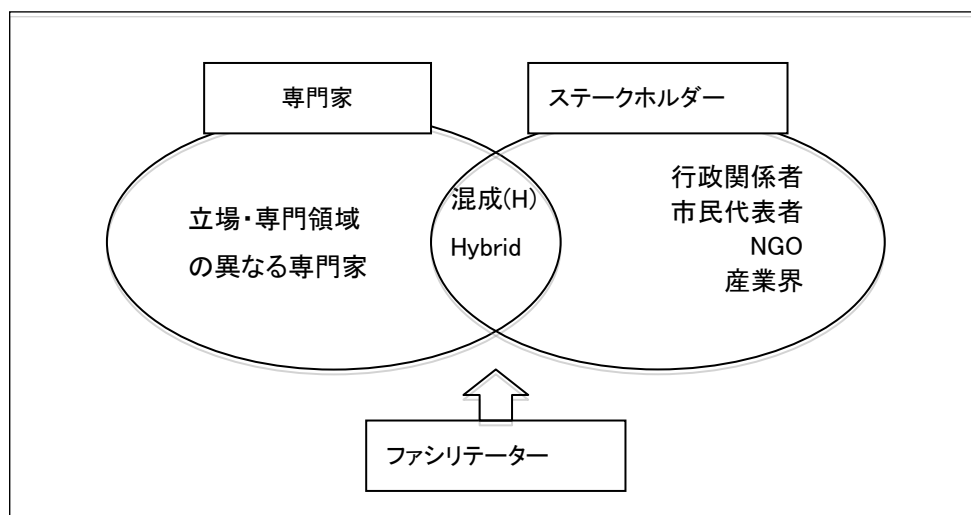 専門家
ステークホルダー
立場・専門領域
の異なる専門家
混成(H)
Hybrid
行政関係者
市民代表者
NGO
産業界
ファシリテーター